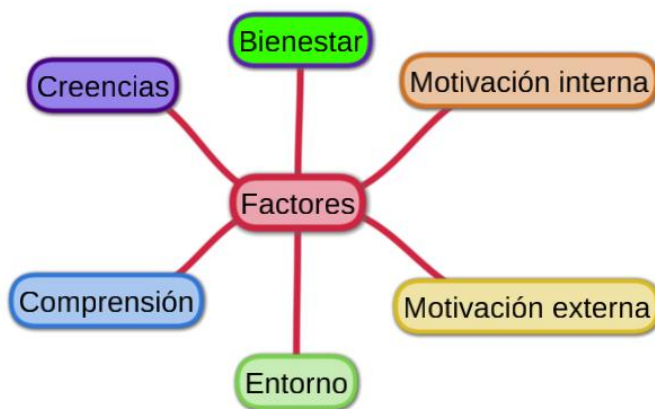 Bienestar
Creencias
Motivación interna
Factores
Comprensión
Motivación externa
Entorno